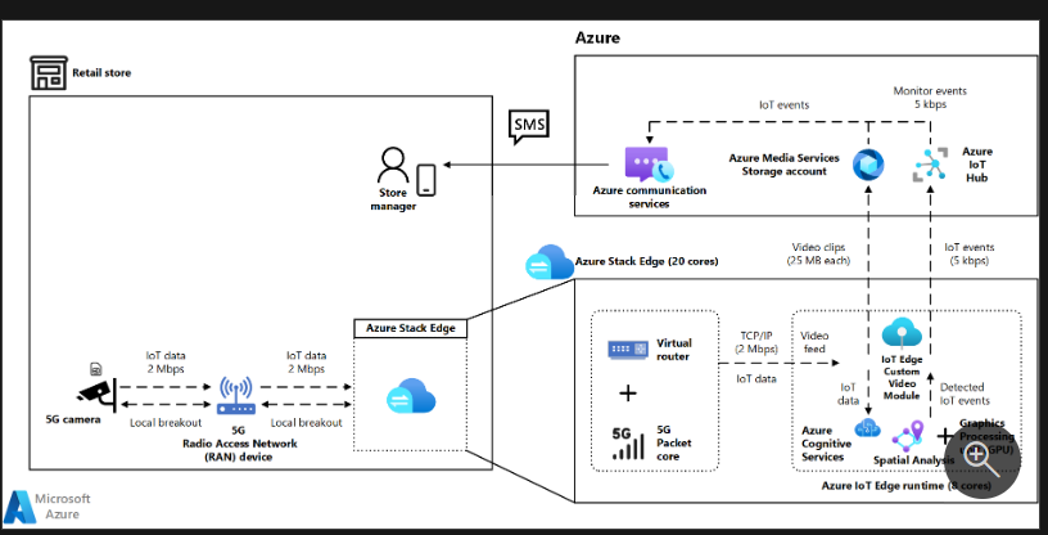 Azure
Retail store
SMS
Store
manager
IoT events
Monitor events
5 kbps
Azure communication
services
Azure Media Services
Storage account
Azure
IoT
Hub
Video clips
(25 MB each)
IoT events
(5 kbps)
Azure Stack Edge (20 cores)
Azure Stack Edge
IoT data
2 Mbps
IoT data
2 Mbps
Local breakout
Local breakout
5G camera
5G
Radio Access Network
(RAN) device
Virtual
router
+
5G
5G
Packet
core
TCP/IP
(2 Mbps)
IoT data
Video
feed
IoT Edge
Custom
Video
Module
IoT
data
Detected
IoT events
Azure
Cognitive
Services
Spatial Analysis
+
Graphics
Processing
(GPU)
Azure IoT Edge runtime (8 cores)
Microsoft
Azure